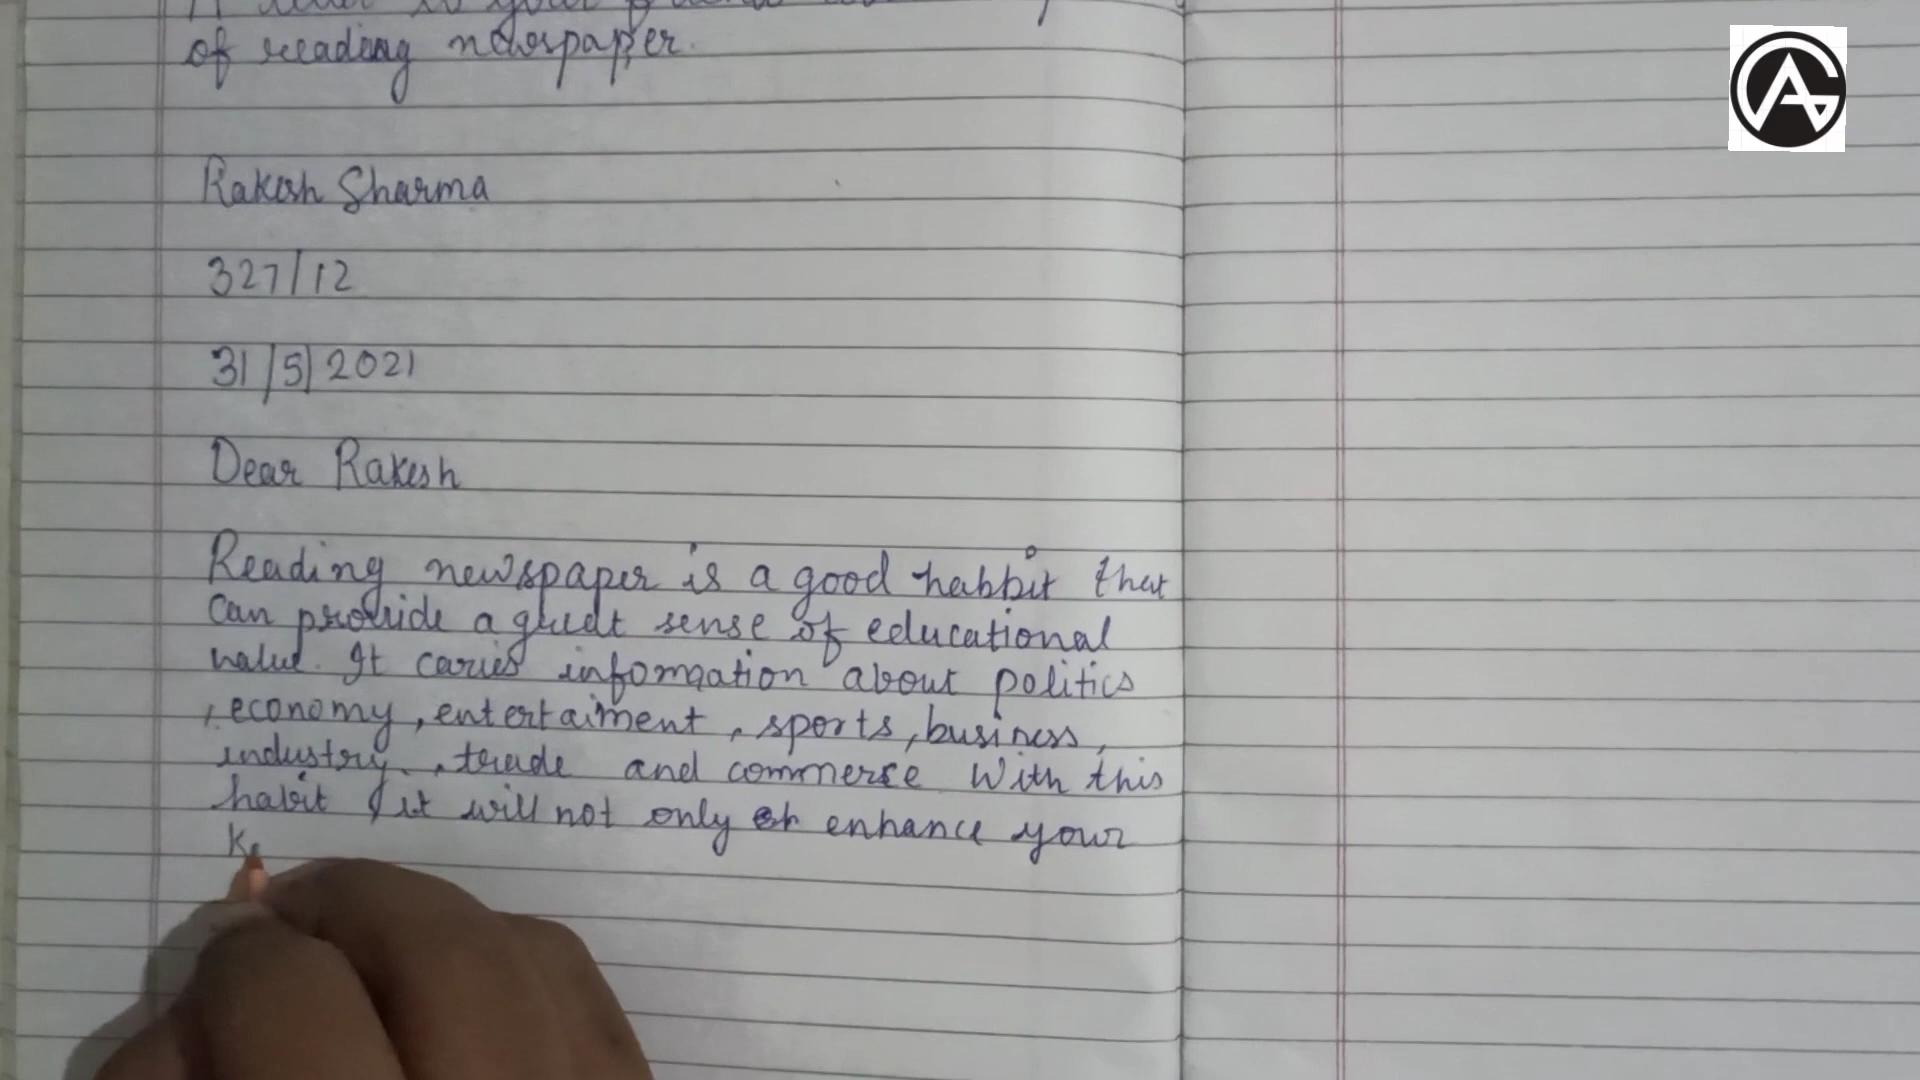 of reading newspaper.
Rakesh Sharma
327/12
31/5/2021
Dear Rakesh
Reading newspaper is a good habbit that
can provide a great sense of educational
value. It caries infomation about politics
, economy, entertaiment, sports, business,
industry, trade and commerse With this
habit it will not only enhance your